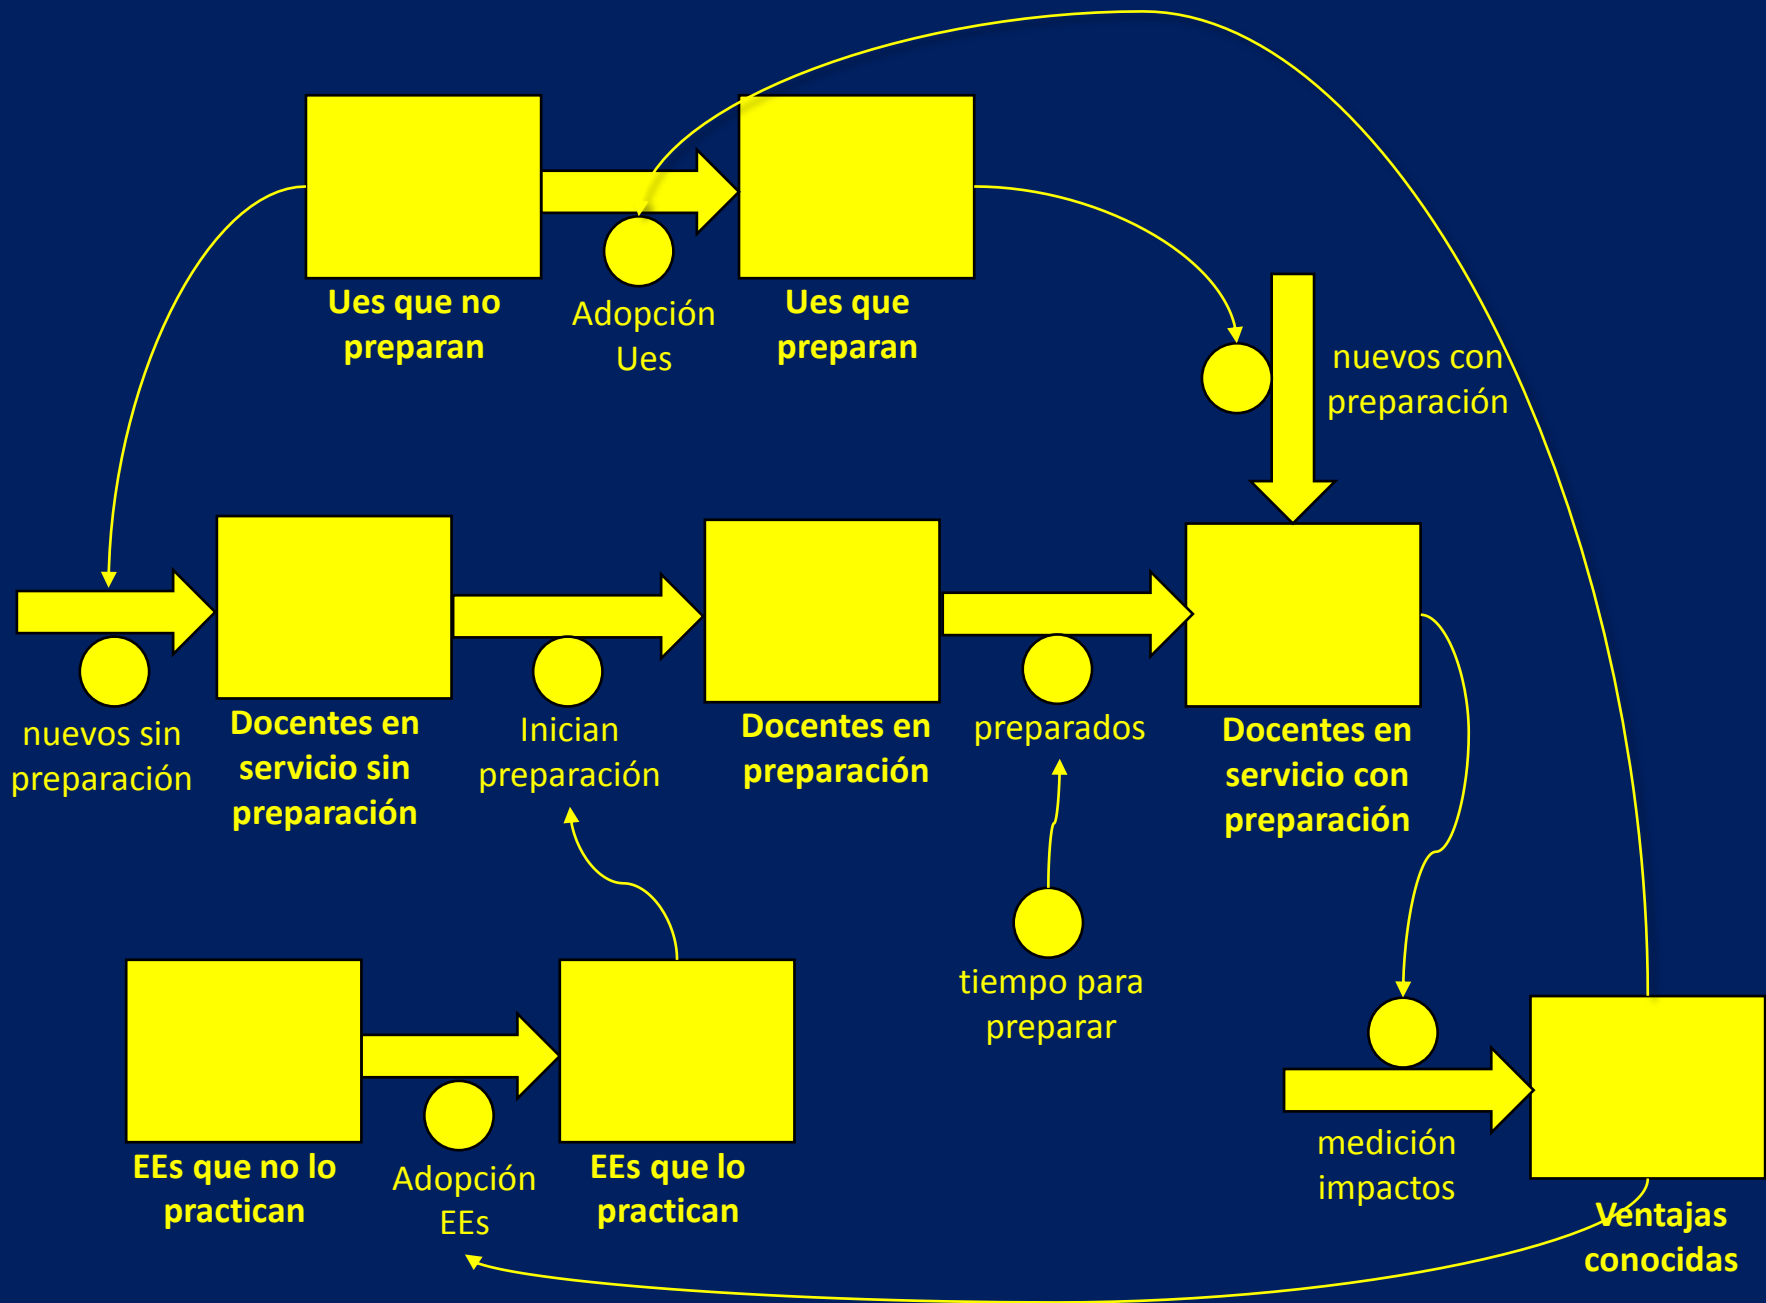 Ues que no
preparan
Adopción
Ues
Ues que
preparan
nuevos con
preparación
nuevos sin
preparación
Docentes en
servicio sin
preparación
Inician
preparación
Docentes en
preparación
preparados
Docentes en
servicio con
preparación
tiempo para
preparar
EEs que no lo
practican
Adopción
EEs
EEs que lo
practican
medición
impactos
Ventajas
conocidas